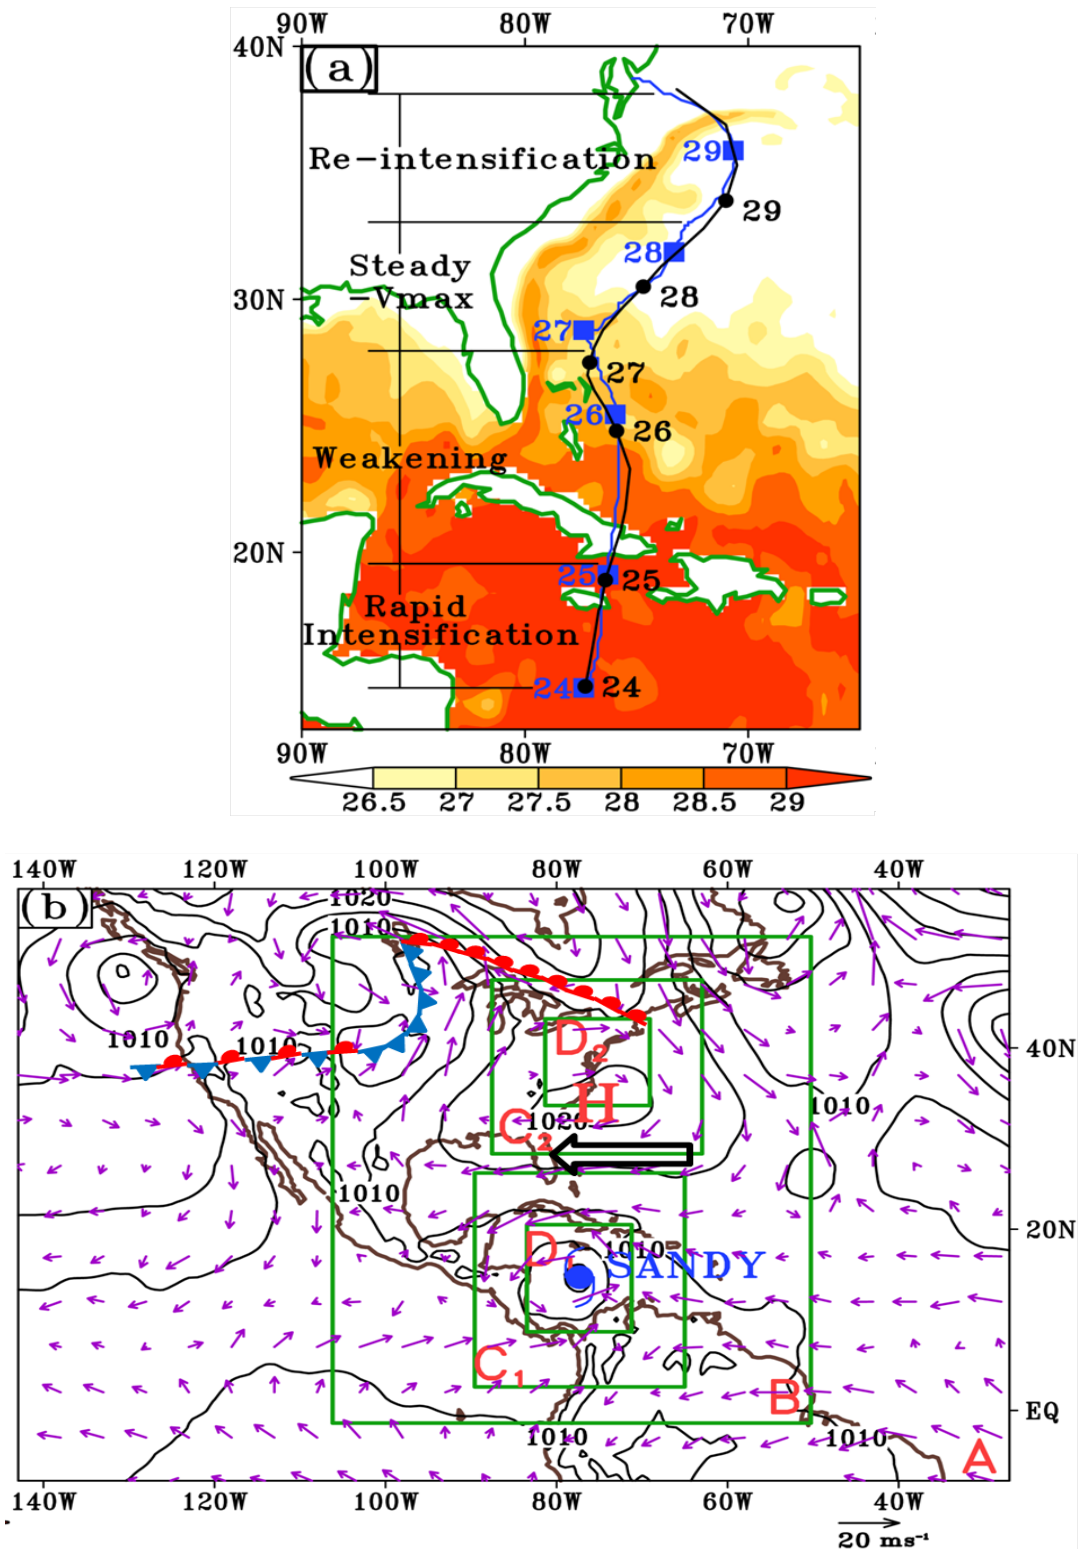 90W 80W 70W
40N
(a)
Re-intensification
29
29
28
Steady
-Vmax
30N
28
27
27
26
26
Weakening
20N
25
25
Rapid
Intensification
24
24
90W 80W 70W
26.5 27 27.5 28 28.5 29
140W 120W 100W 80W 60W 40W
(b)
1020
1010
1010
1010
D2
40N
H
1010
1020
C2
1010
20N
D1
1010
SANDY
C1
B
EQ
1010
1010
A
140W 120W 100W 80W 60W 40W
20 ms-1